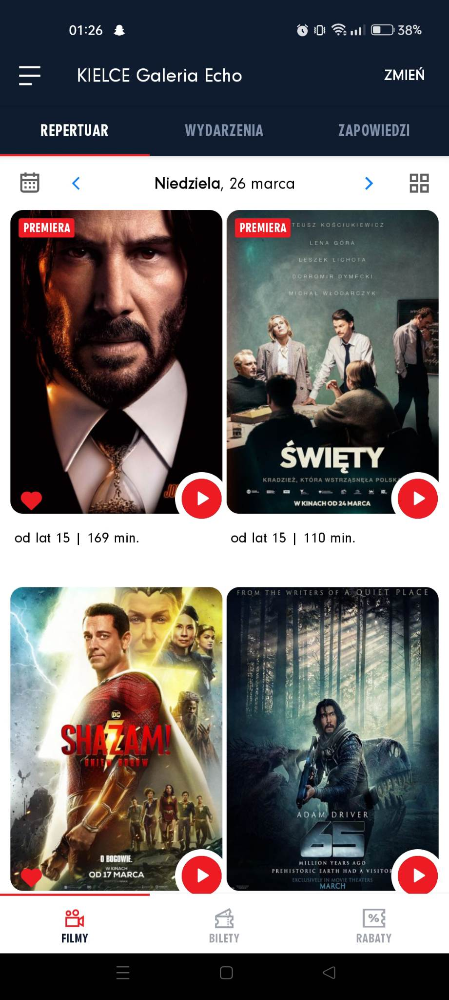 01:26
38%
KIELCE Galeria Echo
ZMIEŃ
REPERTUAR
WYDARZENIA
ZAPOWIEDZI
Niedziela, 26 marca
PREMIERA
JO
od lat 15 | 169 min.
PREMIERA
TEUSZ KOŚCIUKIEWICZ
LENA GÓRA
LESZEK LICHOTA
DOBROMIR DYMECKI
MICHAŁ WŁODARCZYK
ŚWIĘTY
KRADZIEŻ, KTÓRA WSTRZĄSNĘŁA POLSK
W KINACH OD 24 MARCA
od lat 15 | 110 min.
DC
SHAZAM!
GNIEW BOGÓW
O BOGOWIE.
W KINACH
OD 17 MARCA
FROM THE WRITERS OF A QUIET PLACE
ADAM DRIVER
65
MILLION YEARS AGO
PREHISTORIC EARTH HAD A VISITOR
EXCLUSIVELY IN MOVIE THEATERS
MARCH
FILMY
BILETY
%
RABATY